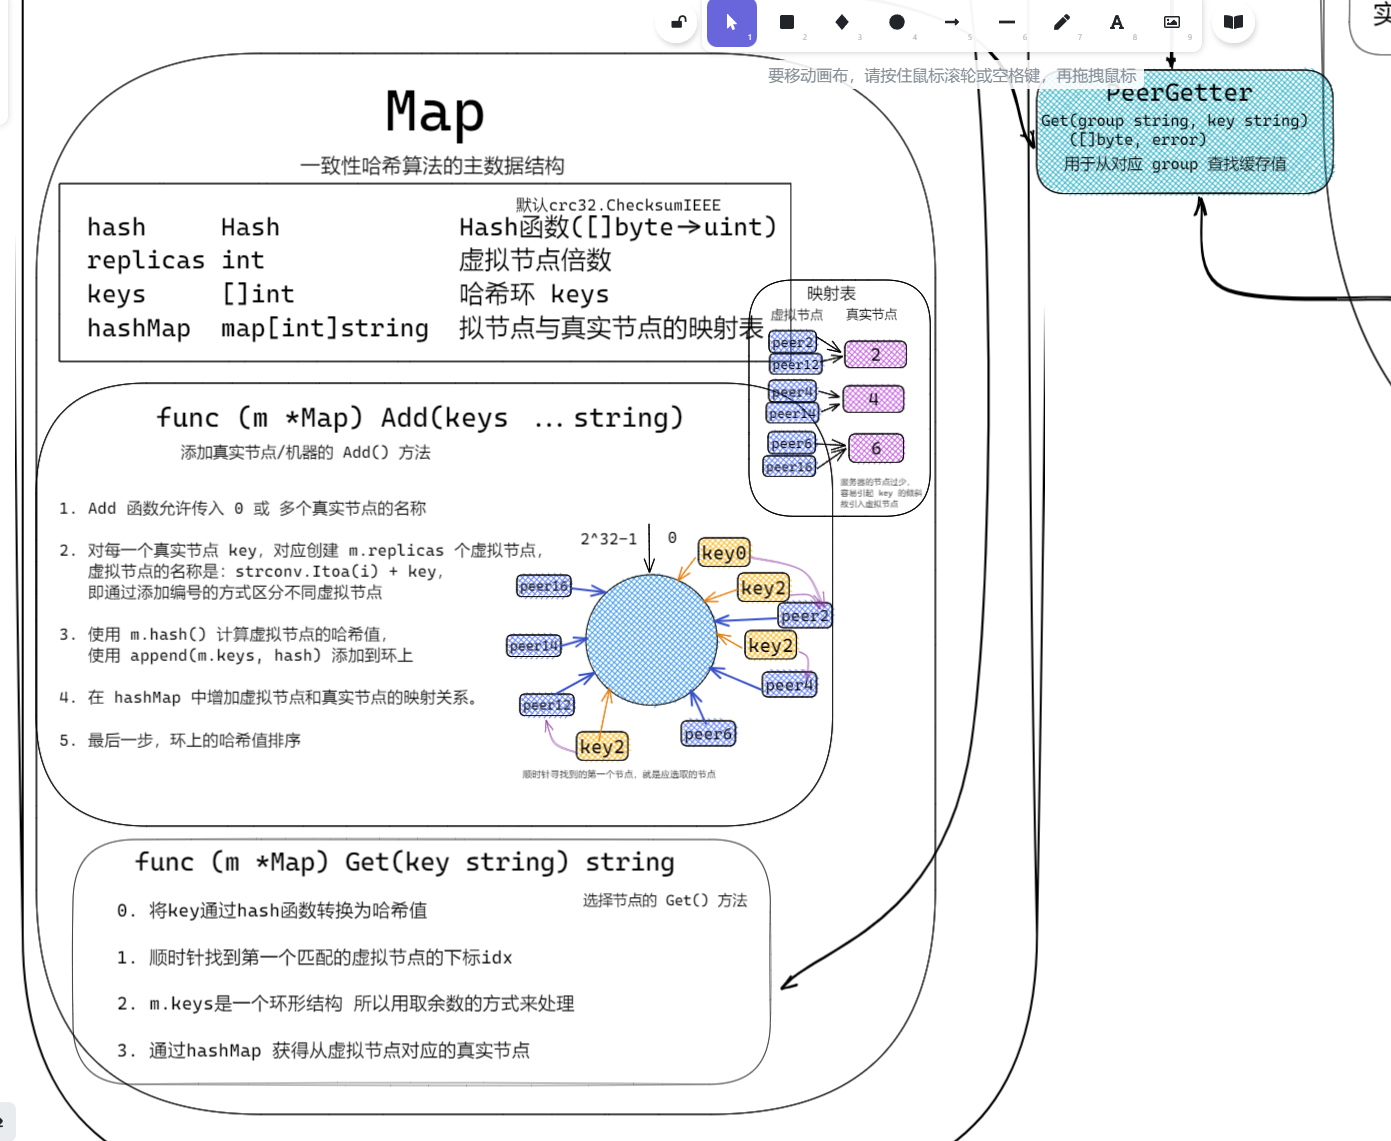 1
2
3
4
5
6
7
8
9
要移动画布，请按住鼠标滚轮或空格键，再拖拽鼠标
PeerGetter
Get(group string, key string)
([]byte, error)
用于从对应 group 查找缓存值
Map
一致性哈希算法的主数据结构
默认crc32.ChecksumIEEE
hash Hash Hash函数([]byte→uint)
replicas int 虚拟节点倍数
keys []int 哈希环 keys
hashMap map[int]string 拟节点与真实节点的映射表
映射表
虚拟节点 真实节点
peer2
peer12
2
peer4
peer14
4
peer6
peer16
6
服务器的节点过少，
容易引起 key 的倾斜
故引入虚拟节点
func (m *Map) Add(keys ...string)
添加真实节点/机器的 Add() 方法
1. Add 函数允许传入 0 或 多个真实节点的名称
2. 对每一个真实节点 key，对应创建 m.replicas 个虚拟节点，
虚拟节点的名称是：strconv.Itoa(i) + key，
即通过添加编号的方式区分不同虚拟节点
3. 使用 m.hash() 计算虚拟节点的哈希值，
使用 append(m.keys, hash) 添加到环上
4. 在 hashMap 中增加虚拟节点和真实节点的映射关系。
5. 最后一步，环上的哈希值排序
2^32-1 0
key0
key2
peer2
key2
peer4
peer6
key2
peer12
peer14
peer16
顺时针寻找到的第一个节点，就是应选取的节点
func (m *Map) Get(key string) string
选择节点的 Get() 方法
0. 将key通过hash函数转换为哈希值
1. 顺时针找到第一个匹配的虚拟节点的下标idx
2. m.keys是一个环形结构 所以用取余数的方式来处理
3. 通过hashMap 获得从虚拟节点对应的真实节点